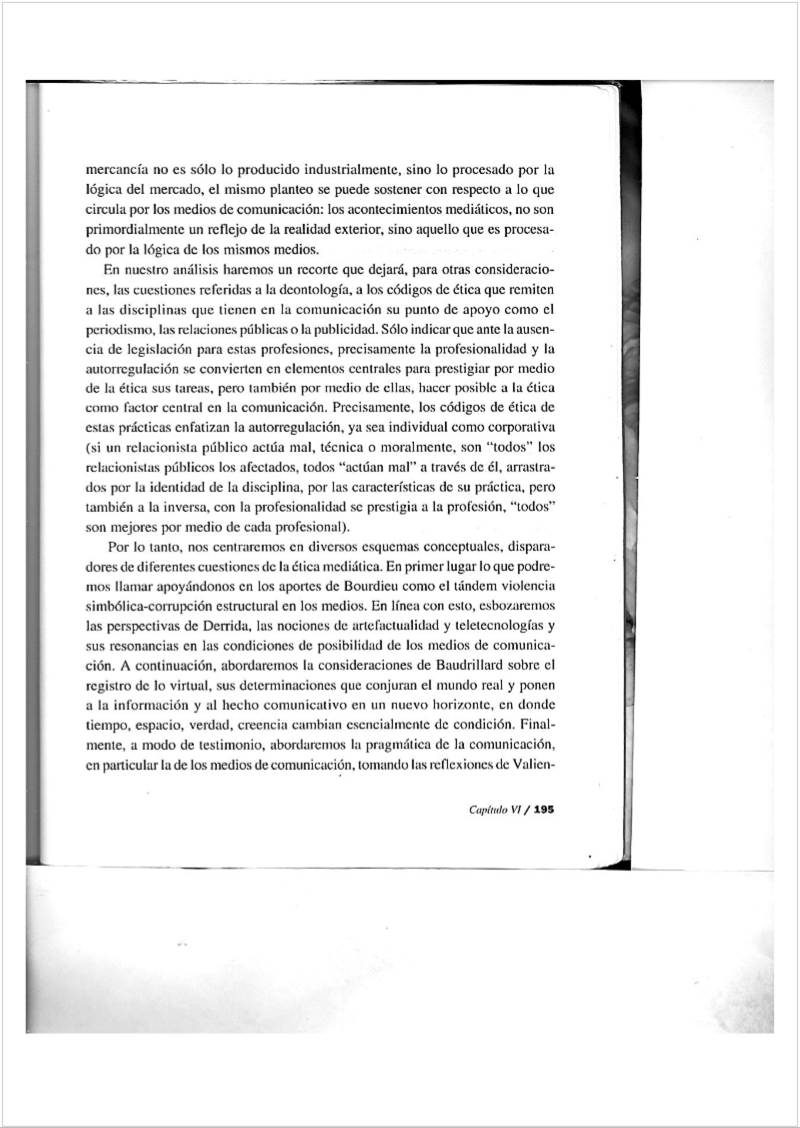 mercancía no es sólo lo producido industrialmente, sino lo procesado por la
lógica del mercado, el mismo planteo se puede sostener con respecto a lo que
circula por los medios de comunicación: los acontecimientos mediáticos, no son
primordialmente un reflejo de la realidad exterior, sino aquello que es procesa-
do por la lógica de los mismos medios.
En nuestro análisis haremos un recorte que dejará, para otras consideracio-
nes, las cuestiones referidas a la deontología, a los códigos de ética que remiten
a las disciplinas que tienen en la comunicación su punto de apoyo como el
periodismo, las relaciones públicas o la publicidad. Sólo indicar que ante la ausen-
cia de legislación para estas profesiones, precisamente la profesionalidad y la
autorregulación se convierten en elementos centrales para prestigiar por medio
de la ética sus tareas, pero también por medio de ellas, hacer posible a la ética
como factor central en la comunicación. Precisamente, los códigos de ética de
estas prácticas enfatizan la autorregulación, ya sea individual como corporativa
(si un relacionista público actúa mal, técnica o moralmente, son “todos” los
relacionistas públicos los afectados, todos “actúan mal” a través de él, arrastra-
dos por la identidad de la disciplina, por las características de su práctica, pero
también a la inversa, con la profesionalidad se prestigia a la profesión, “todos”
son mejores por medio de cada profesional).
Por lo tanto, nos centraremos en diversos esquemas conceptuales, dispara-
dores de diferentes cuestiones de la ética mediática. En primer lugar lo que podre-
mos llamar apoyándonos en los aportes de Bourdieu como el tándem violencia
simbólica-corrupción estructural en los medios. En línea con esto, esbozaremos
las perspectivas de Derrida, las nociones de artefactualidad y teletecnologías y
sus resonancias en las condiciones de posibilidad de los medios de comunica-
ción. A continuación, abordaremos la consideraciones de Baudrillard sobre el
registro de lo virtual, sus determinaciones que conjuran el mundo real y ponen
a la información y al hecho comunicativo en un nuevo horizonte, en donde
tiempo, espacio, verdad, creencia cambian esencialmente de condición. Final-
mente, a modo de testimonio, abordaremos la pragmática de la comunicación,
en particular la de los medios de comunicación, tomando las reflexiones de Valien-
Capítulo VI / 195